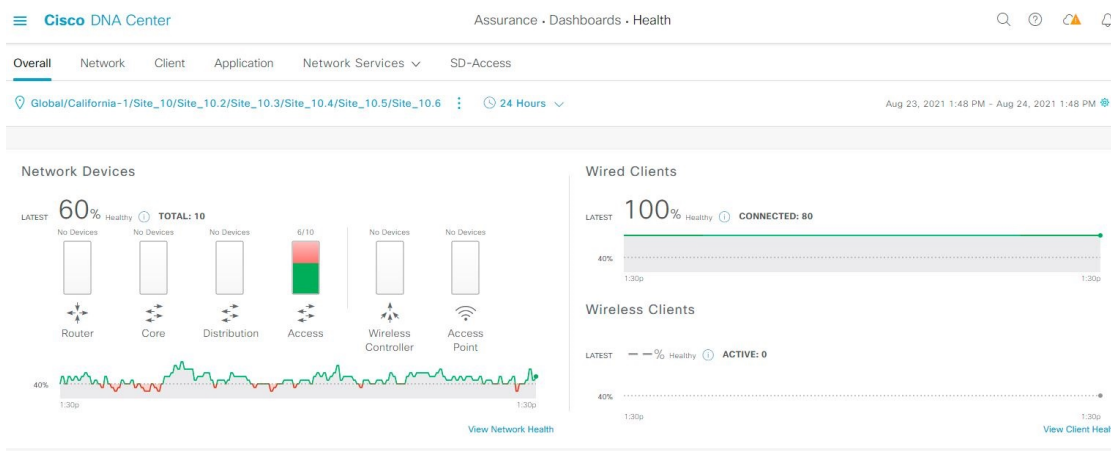 Cisco DNA Center
Assurance · Dashboards · Health
Overall Network Client Application Network Services SD-Access
Global/California-1/Site_10/Site_10.2/Site_10.3/Site_10.4/Site_10.5/Site_10.6
24 Hours
Aug 23, 2021 1:48 PM - Aug 24, 2021 1:48 PM
Network Devices
LATEST 60% Healthy TOTAL: 10
No Devices No Devices No Devices 6/10 No Devices No Devices
Router Core Distribution Access Wireless Controller Access Point
40%
1:30p 1:30p
View Network Health
Wired Clients
LATEST 100% Healthy CONNECTED: 80
40%
1:30p 1:30p
Wireless Clients
LATEST – –% Healthy ACTIVE: 0
40%
1:30p 1:30p
View Client Heal